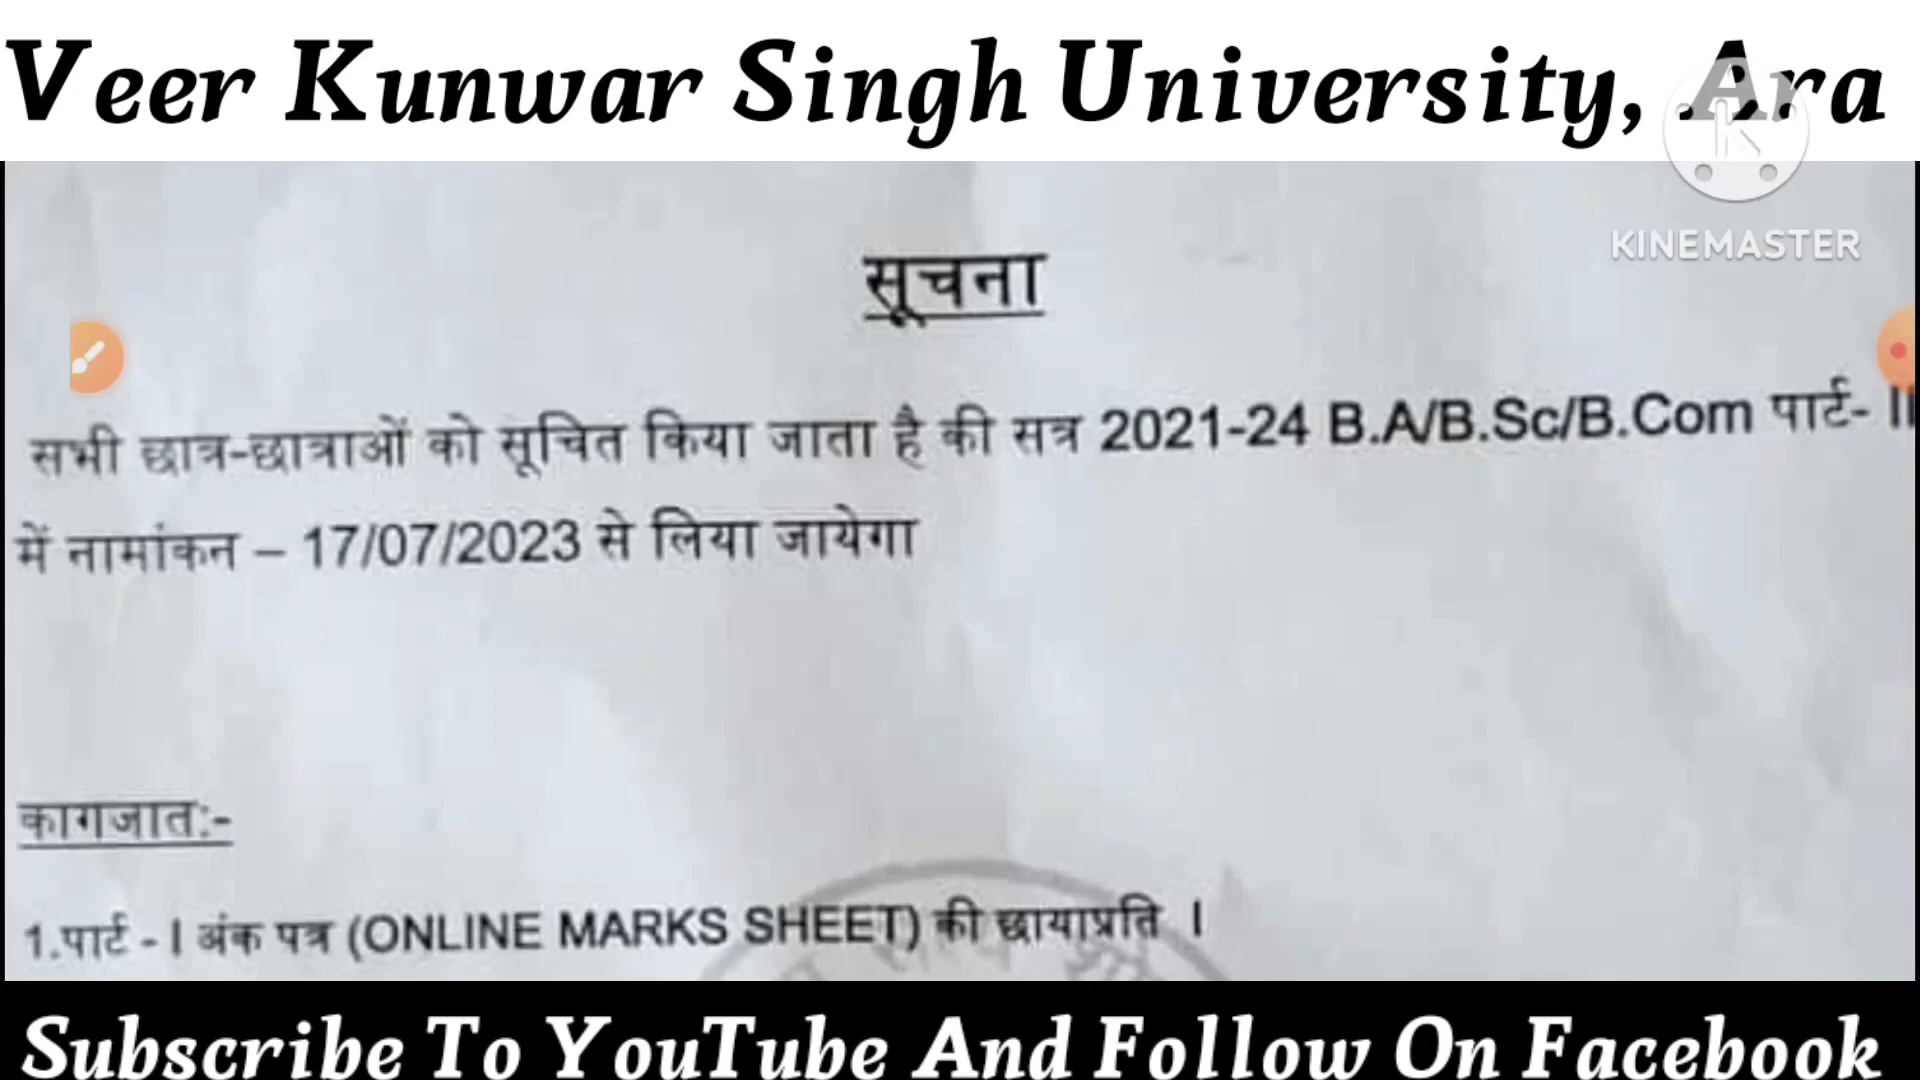 Veer Kunwar Singh University, Ara
KINEMASTER
सूचना
सभी छात्र-छात्राओं को सूचित किया जाता है की सत्र 2021-24 B.A/B.Sc/B.Com पार्ट- II
में नामांकन – 17/07/2023 से लिया जायेगा
कागजात:-
1.पार्ट - I अंक पत्र (ONLINE MARKS SHEET) की छायाप्रति ।
Subscribe To YouTube And Follow On Facebook